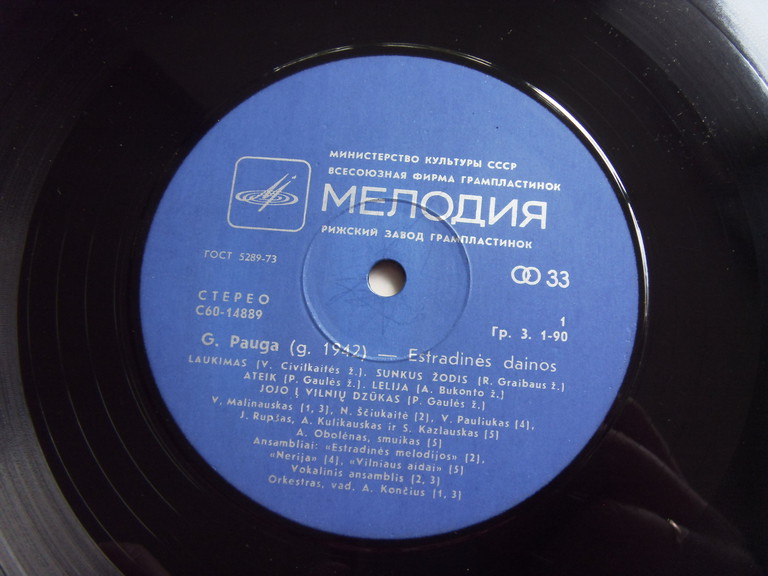 МИНИСТЕРСТВО КУЛЬТУРЫ СССР
ВСЕСОЮЗНАЯ ФИРМА ГРАМПЛАСТИНОК
МЕЛОДИЯ
РИЖСКИЙ ЗАВОД ГРАМПЛАСТИНОК
ГОСТ 5289-73
33
СТЕРЕО
С60-14889
1
Гр. 3. 1-90
G. Pauga (g. 1942) — Estradinės dainos
LAUKIMAS (V. Civilkaitės ž.). SUNKUS ŽODIS (R. Graibaus ž.)
ATEIK (P. Gaulės ž.). LELIJA (A. Bukonto ž.)
JOJO Į VILNIŲ DZŪKAS (P. Gaulės ž.)
V. Malinauskas (1, 3), N. Ščiukaitė (2), V. Pauliukas (4),
J. Rupšas, A. Kulikauskas ir S. Kazlauskas (5)
A. Obolėnas, smuikas (5)
Ansambliai: «Estradinės melodijos» (2),
«Nerija» (4), «Vilniaus aidai» (5)
Vokalinis ansamblis (2, 3)
Orkestras, vad. A. Končius (1, 3)